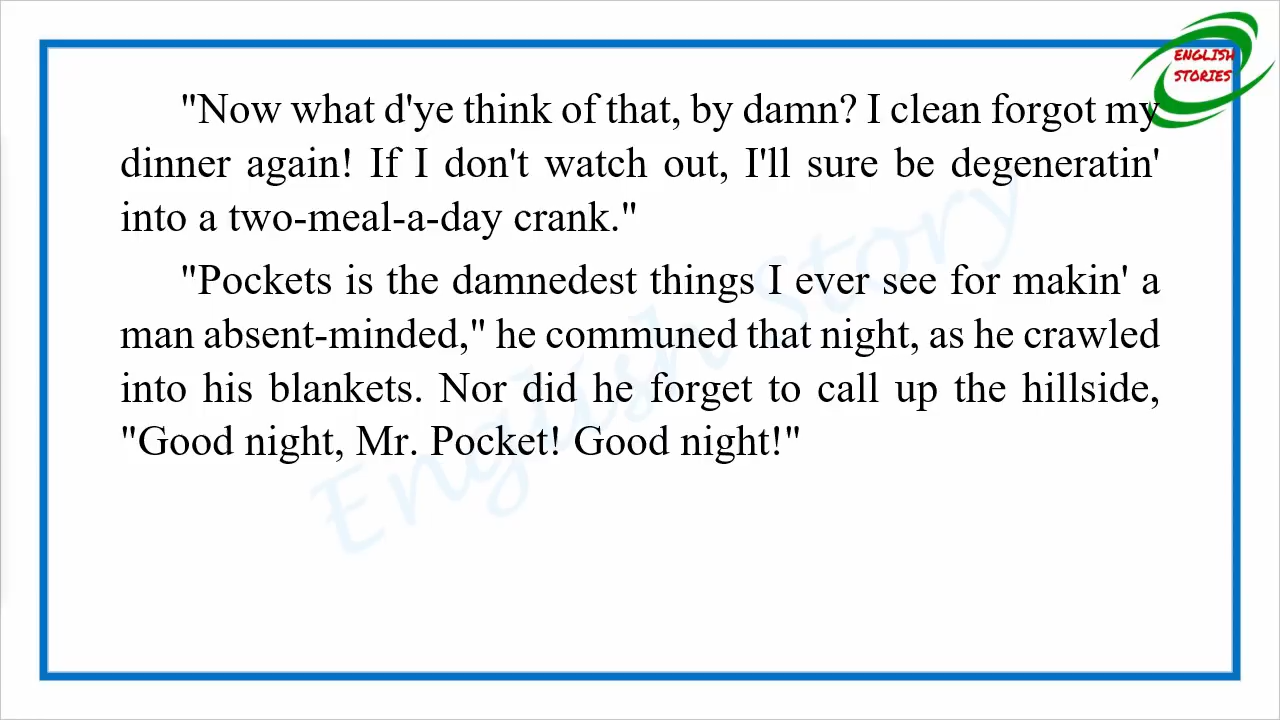 ENGLISH
STORIES
"Now what d'ye think of that, by damn? I clean forgot my
dinner again! If I don't watch out, I'll sure be degeneratin'
into a two-meal-a-day crank."
"Pockets is the damnedest things I ever see for makin' a
man absent-minded," he communed that night, as he crawled
into his blankets. Nor did he forget to call up the hillside,
"Good night, Mr. Pocket! Good night!"
English Story